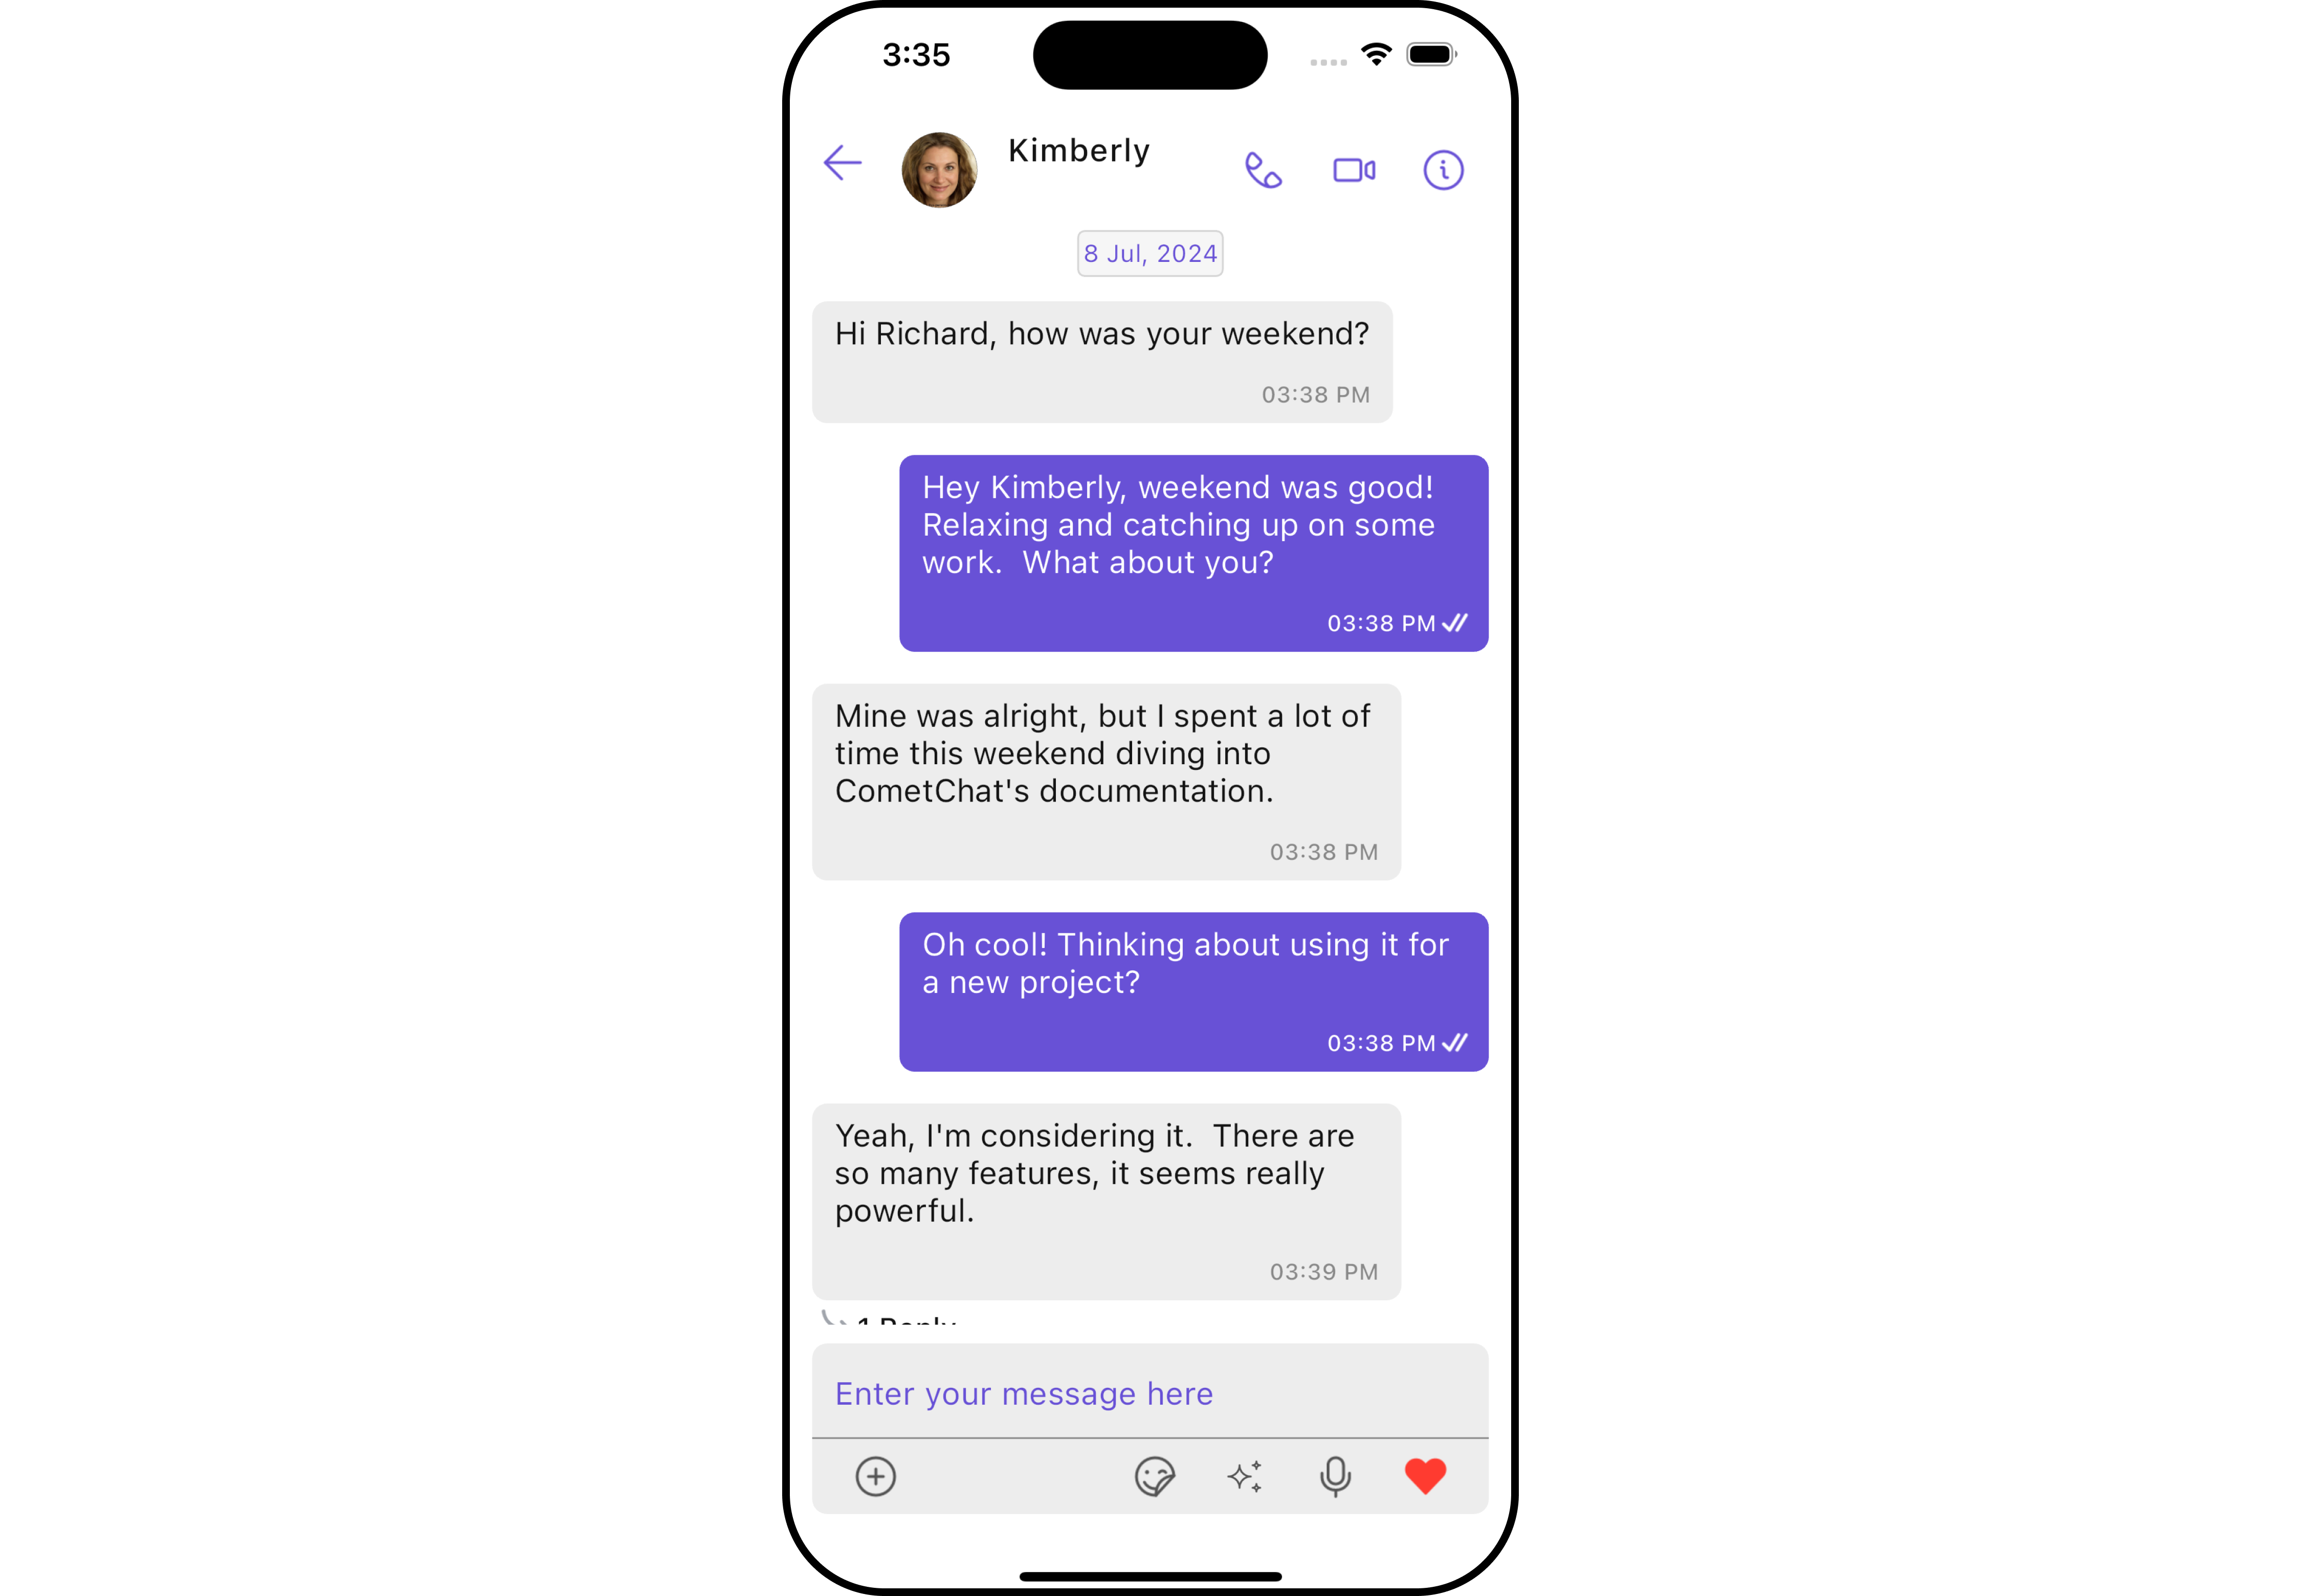 3:35
Kimberly
8 Jul, 2024
Hi Richard, how was your weekend?
03:38 PM
Hey Kimberly, weekend was good!
Relaxing and catching up on some
work.  What about you?
03:38 PM
Mine was alright, but I spent a lot of
time this weekend diving into
CometChat's documentation.
03:38 PM
Oh cool! Thinking about using it for
a new project?
03:38 PM
Yeah, I'm considering it.  There are
so many features, it seems really
powerful.
03:39 PM
1 Reply
Enter your message here